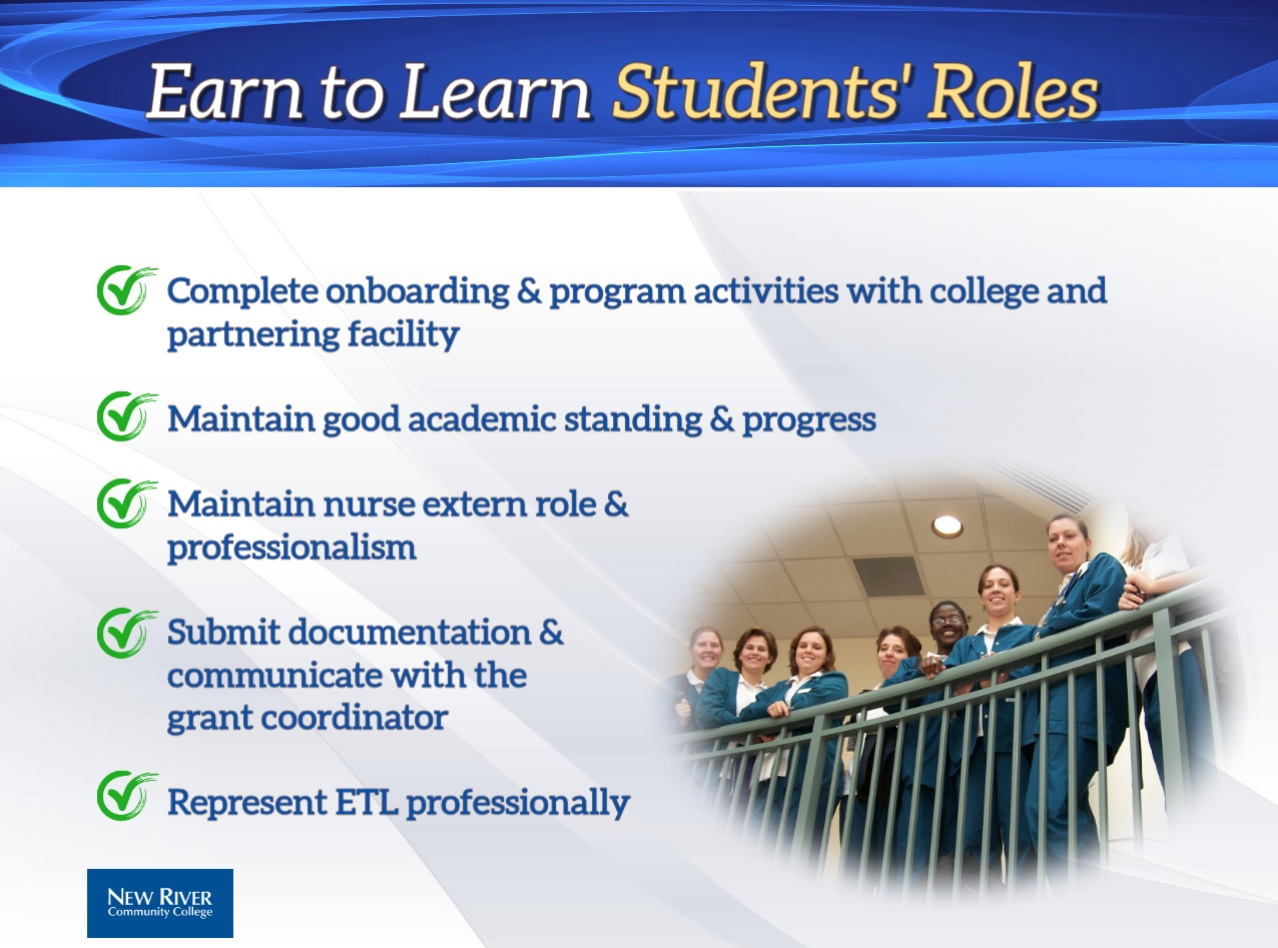 Earn to Learn Students' Roles
Complete onboarding & program activities with college and
partnering facility
Maintain good academic standing & progress
Maintain nurse extern role &
professionalism
Submit documentation &
communicate with the
grant coordinator
Represent ETL professionally
NEW RIVER
Community College